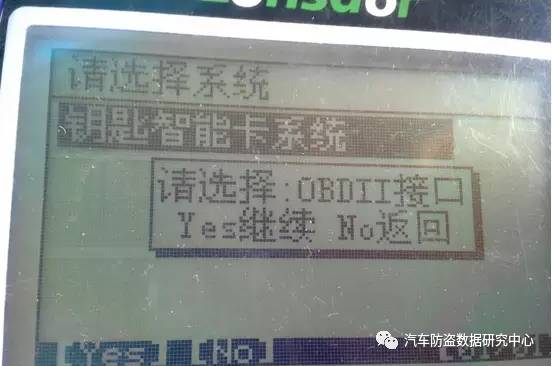 请选择系统
钥匙智能卡系统
请选择:OBDII接口
Yes继续 No返回
[Yes] [No]
汽车防盗数据研究中心